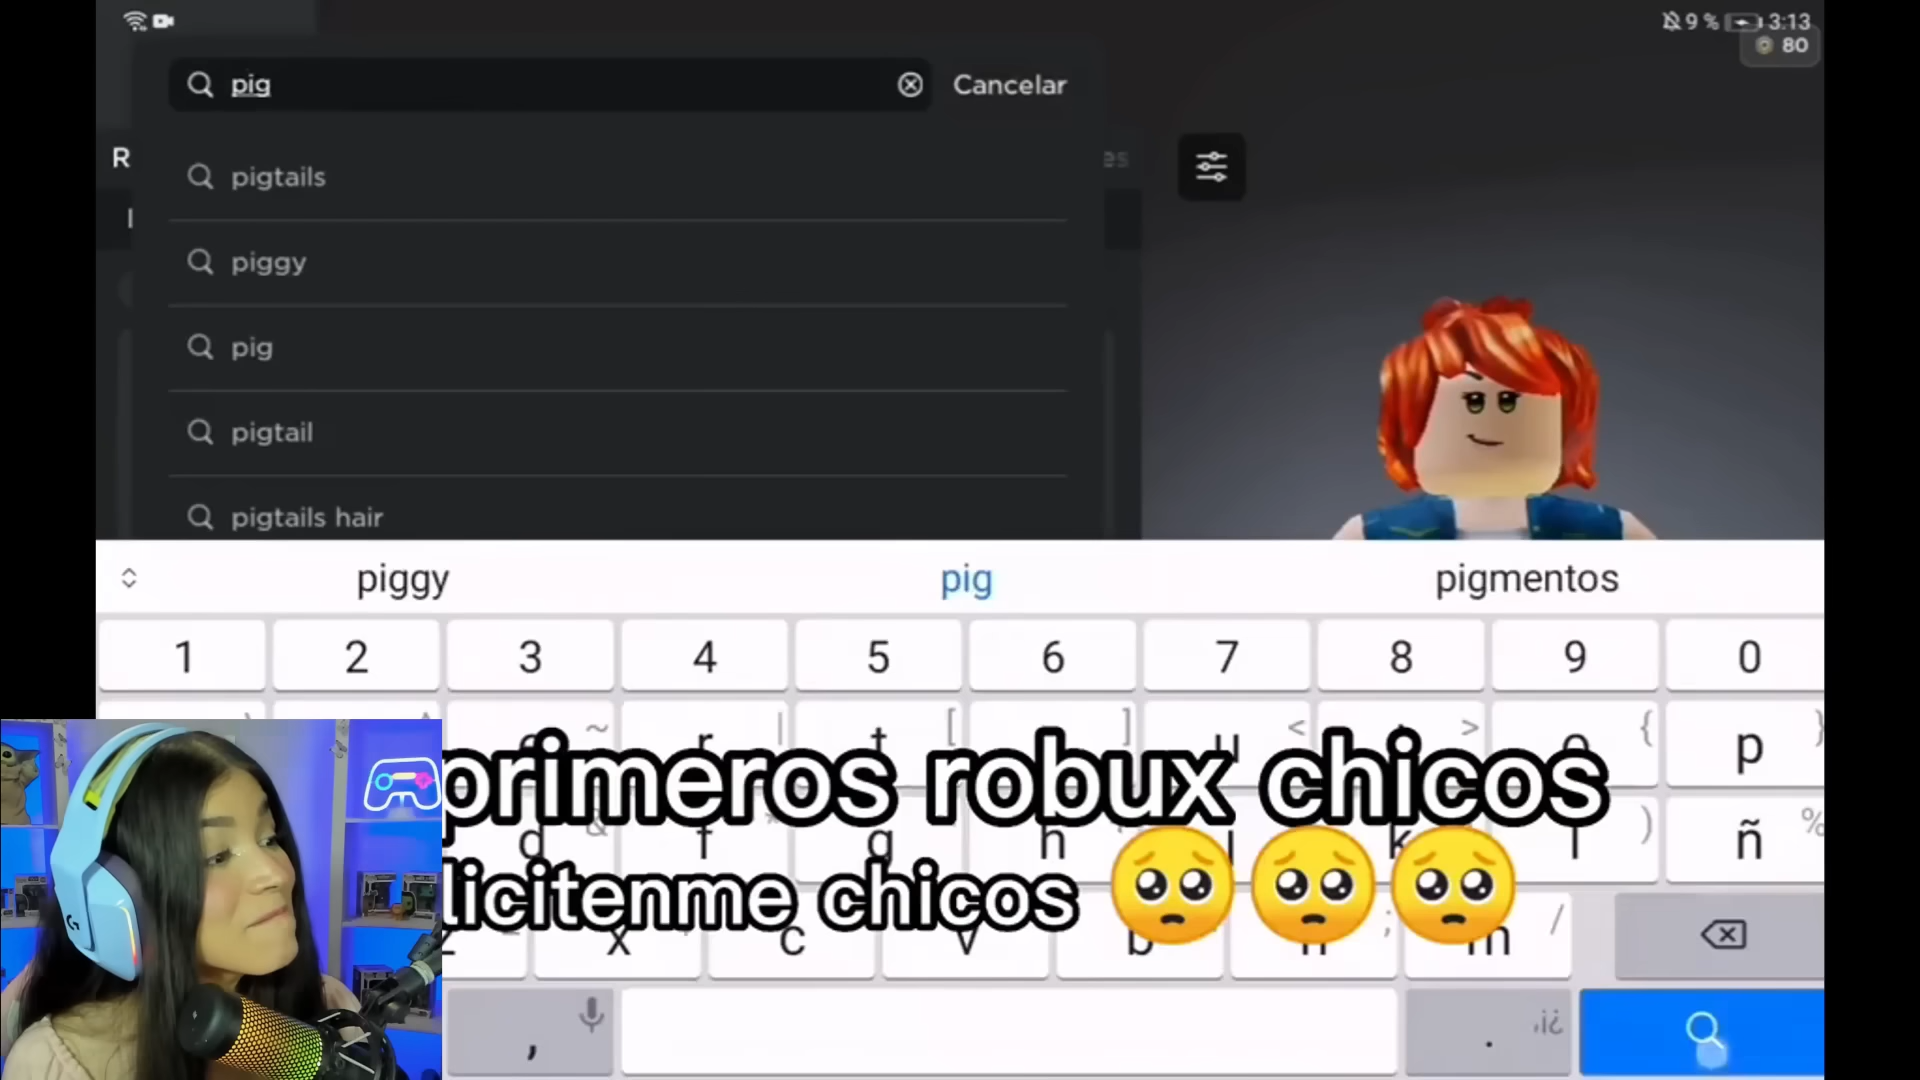 9 % 3:13
80
pig Cancelar
R es
pigtails
piggy
pig
pigtail
pigtails hair
piggy pig pigmentos
1 2 3 4 5 6 7 8 9 0
~ | [ ] < > { }
r t u o p
primeros robux chicos
& ) %
d f g h k l ñ
licitenme chicos 🥺🥺🥺
; /
z x c v b n m
, . ¡¿